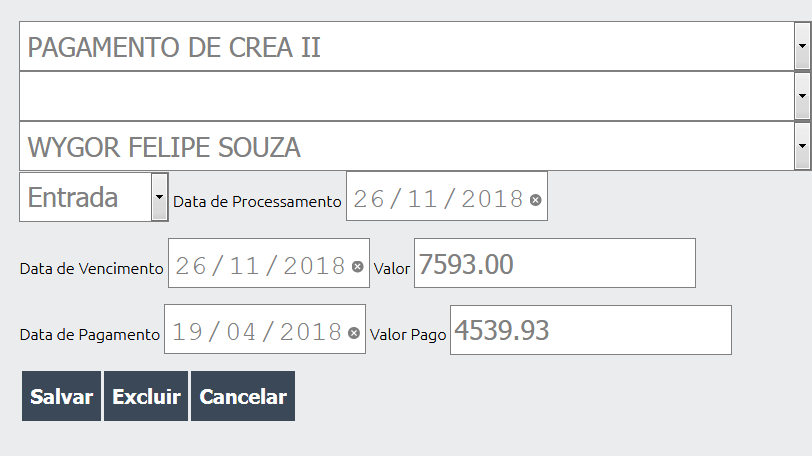 PAGAMENTO DE CREA II
WYGOR FELIPE SOUZA
Entrada Data de Processamento 26/11/2018
Data de Vencimento 26/11/2018 Valor 7593.00
Data de Pagamento 19/04/2018 Valor Pago 4539.93
Salvar Excluir Cancelar